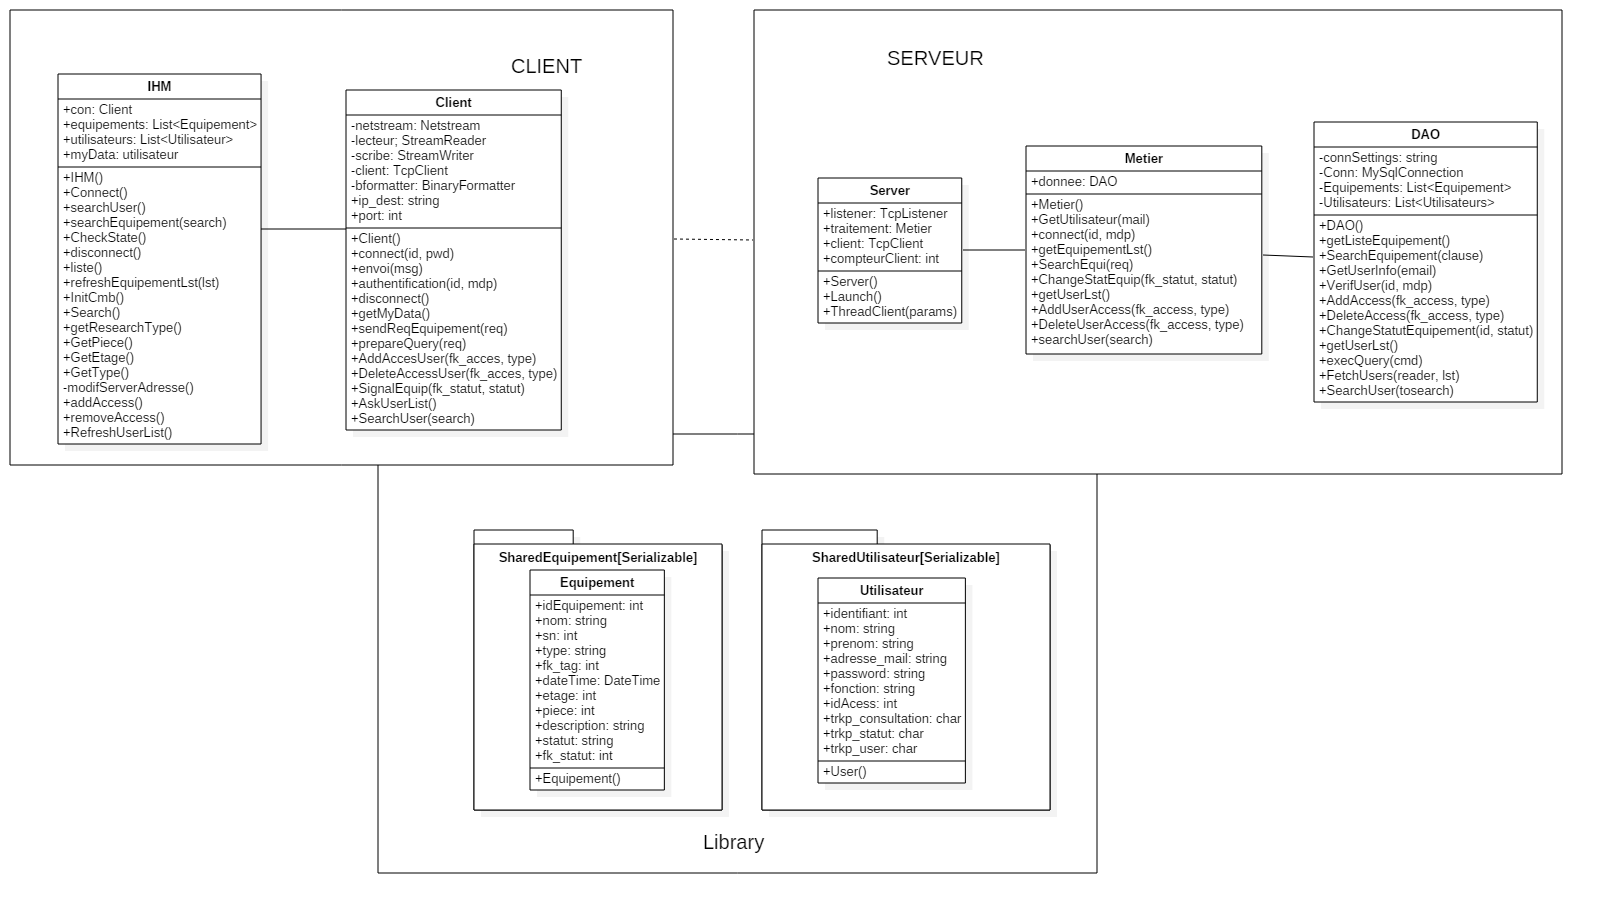 CLIENT
IHM
+con: Client
+equipements: List<Equipement>
+utilisateurs: List<Utilisateur>
+myData: utilisateur
+IHM()
+Connect()
+searchUser()
+searchEquipement(search)
+CheckState()
+disconnect()
+liste()
+refreshEquipementLst(lst)
+InitCmb()
+Search()
+getResearchType()
+GetPiece()
+GetEtage()
+GetType()
-modifServerAdresse()
+addAccess()
+removeAccess()
+RefreshUserList()
Client
-netstream: Netstream
-lecteur; StreamReader
-scribe: StreamWriter
-client: TcpClient
-bformatter: BinaryFormatter
+ip_dest: string
+port: int
+Client()
+connect(id, pwd)
+envoi(msg)
+authentification(id, mdp)
+disconnect()
+getMyData()
+sendReqEquipement(req)
+prepareQuery(req)
+AddAccesUser(fk_acces, type)
+DeleteAccessUser(fk_acces, type)
+SignalEquip(fk_statut, statut)
+AskUserList()
+SearchUser(search)
SERVEUR
Server
+listener: TcpListener
+traitement: Metier
+client: TcpClient
+compteurClient: int
+Server()
+Launch()
+ThreadClient(params)
Metier
+donnee: DAO
+Metier()
+GetUtilisateur(mail)
+connect(id, mdp)
+getEquipementLst()
+SearchEqui(req)
+ChangeStatEquip(fk_statut, statut)
+getUserLst()
+AddUserAccess(fk_access, type)
+DeleteUserAccess(fk_access, type)
+searchUser(search)
DAO
-connSettings: string
-Conn: MySqlConnection
-Equipements: List<Equipement>
-Utilisateurs: List<Utilisateurs>
+DAO()
+getListeEquipement()
+SearchEquipement(clause)
+GetUserInfo(email)
+VerifUser(id, mdp)
+AddAccess(fk_access, type)
+DeleteAccess(fk_access, type)
+ChangeStatutEquipement(id, statut)
+getUserLst()
+execQuery(cmd)
+FetchUsers(reader, lst)
+SearchUser(tosearch)
SharedEquipement[Serializable]
Equipement
+idEquipement: int
+nom: string
+sn: int
+type: string
+fk_tag: int
+dateTime: DateTime
+etage: int
+piece: int
+description: string
+statut: string
+fk_statut: int
+Equipement()
SharedUtilisateur[Serializable]
Utilisateur
+identifiant: int
+nom: string
+prenom: string
+adresse_mail: string
+password: string
+fonction: string
+idAcess: int
+trkp_consultation: char
+trkp_statut: char
+trkp_user: char
+User()
Library